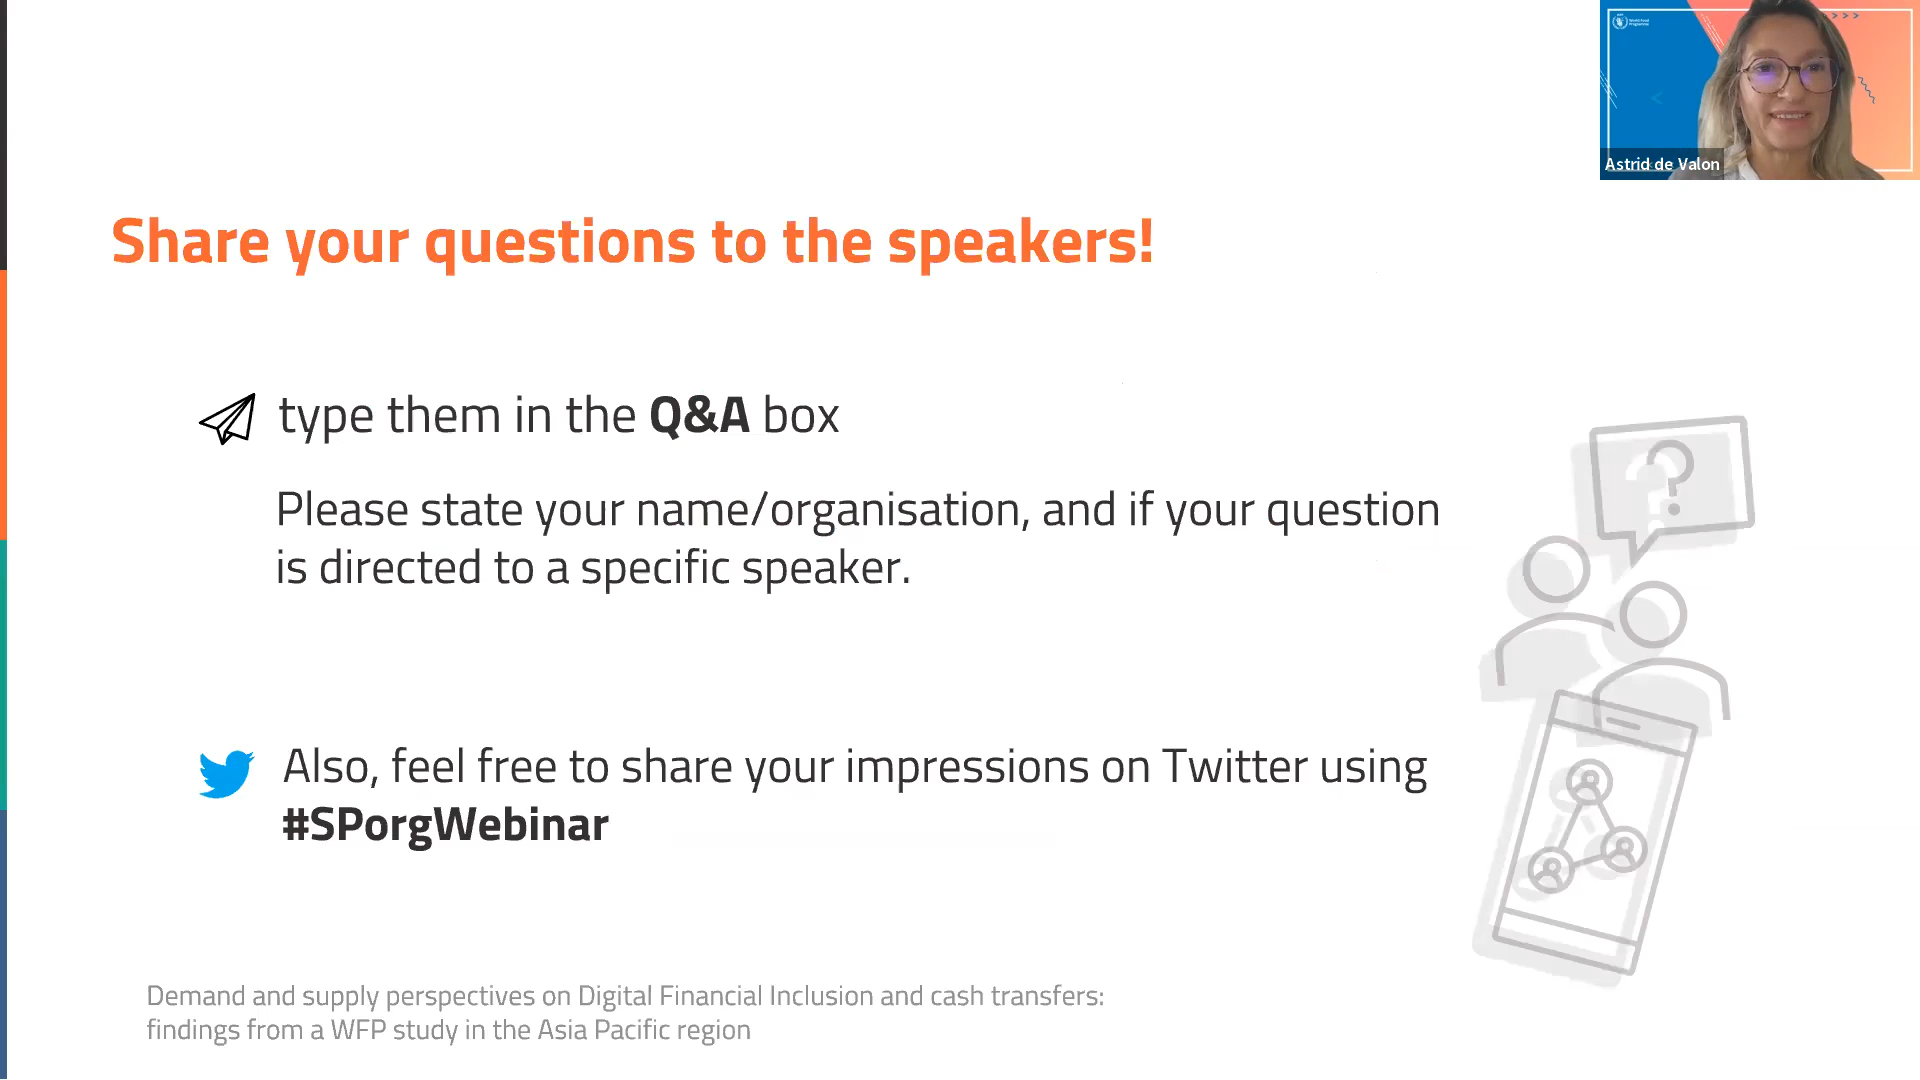 World Food
Programme
Astrid de Valon
Share your questions to the speakers!
type them in the Q&A box
Please state your name/organisation, and if your question
is directed to a specific speaker.
Also, feel free to share your impressions on Twitter using
#SPorgWebinar
Demand and supply perspectives on Digital Financial Inclusion and cash transfers:
findings from a WFP study in the Asia Pacific region